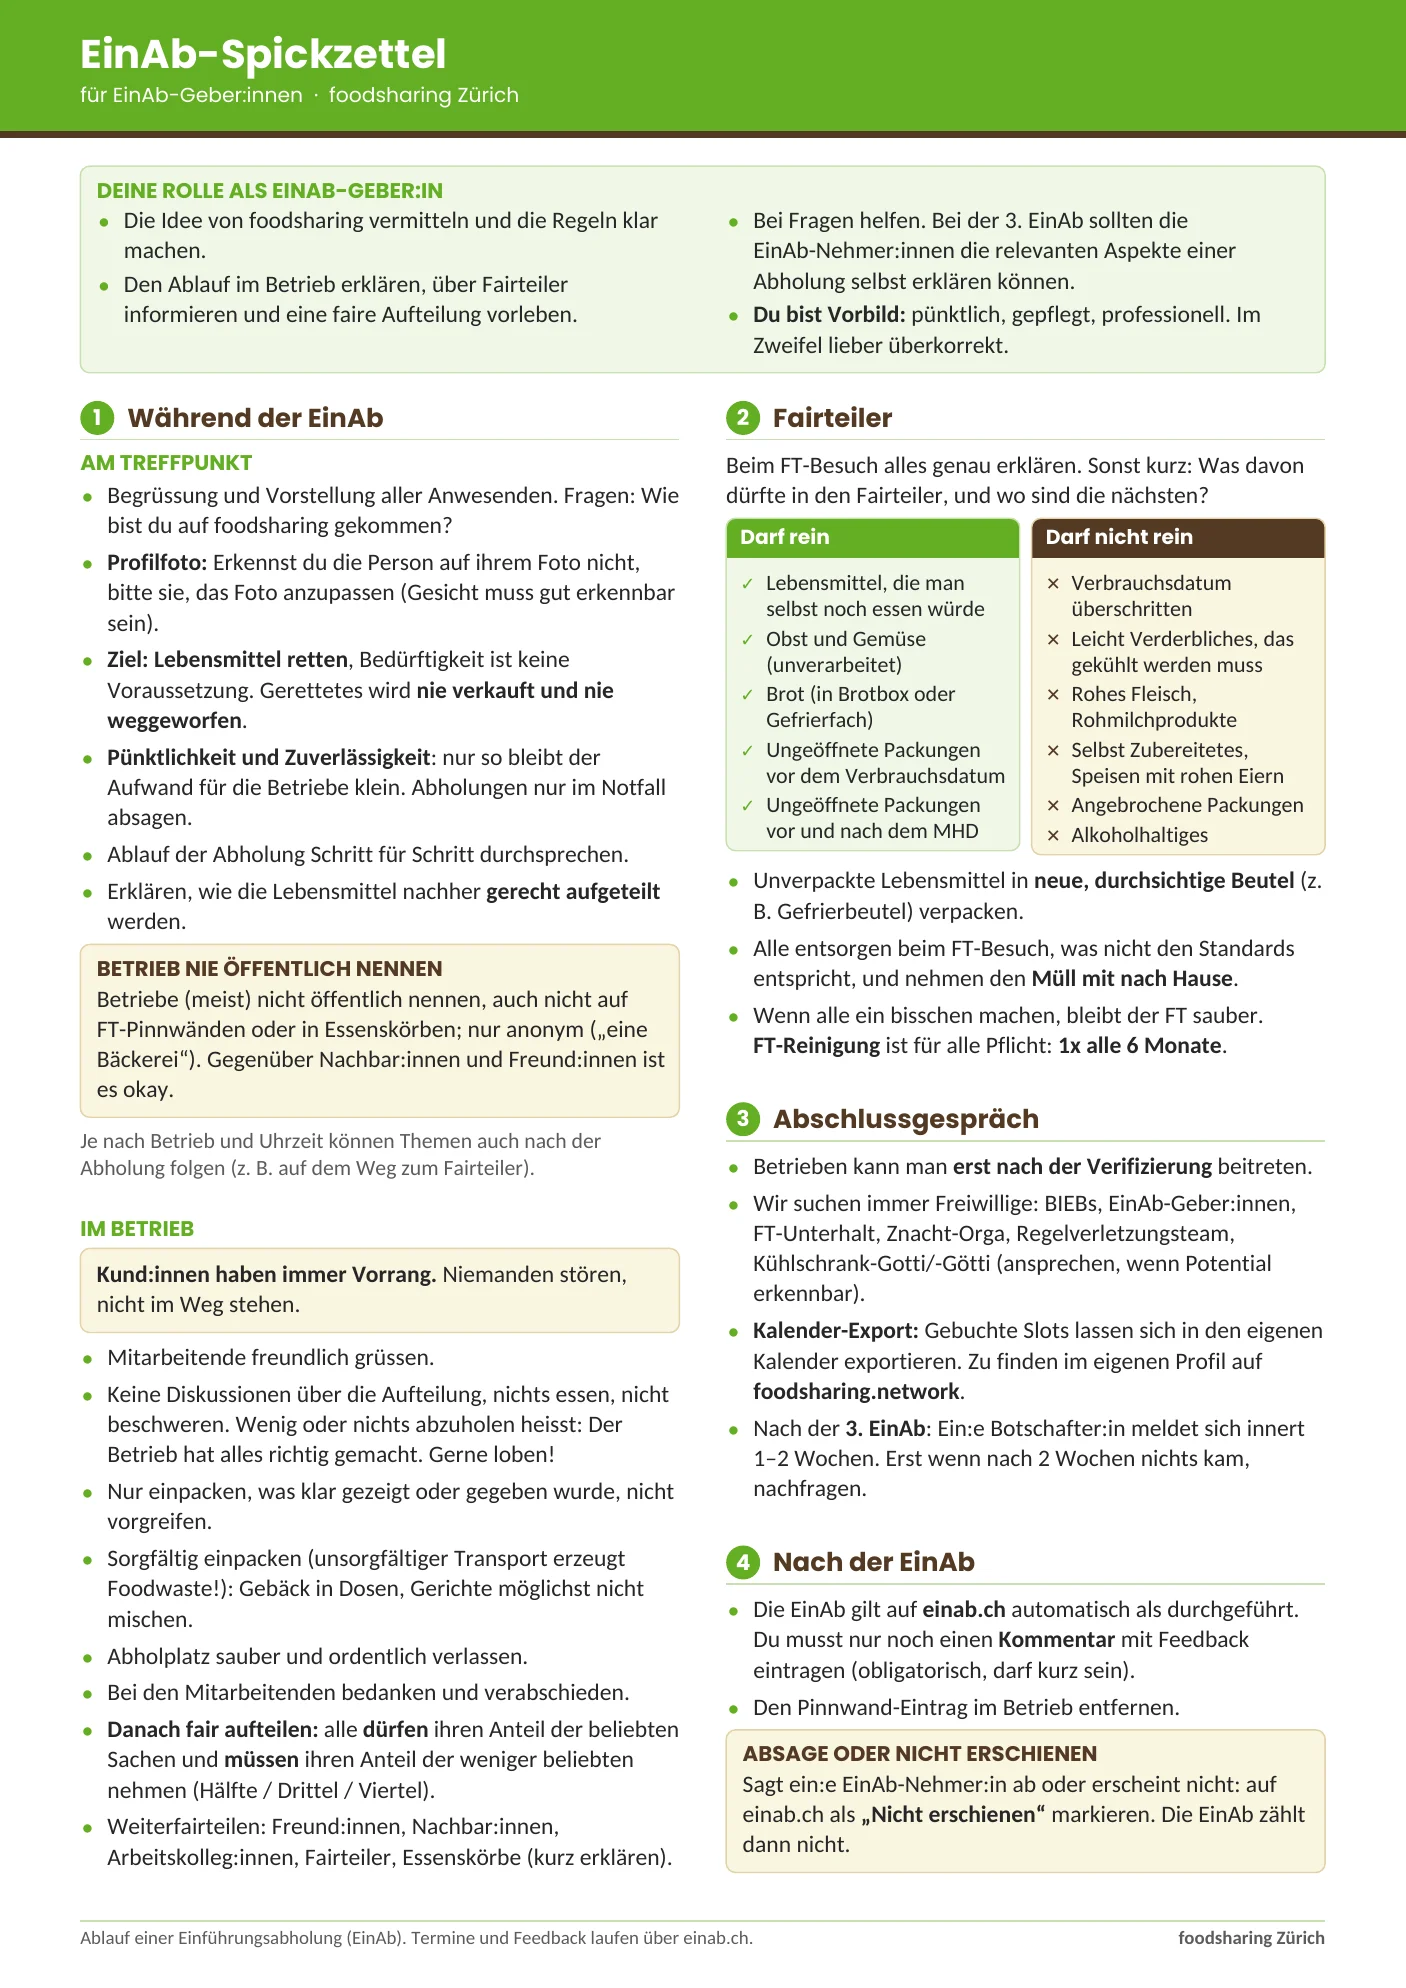 EinAb-Spickzettel
für EinAb-Geber:innen · foodsharing Zürich
DEINE ROLLE ALS EINAB-GEBER:IN
• Die Idee von foodsharing vermitteln und die Regeln klar
machen.
• Den Ablauf im Betrieb erklären, über Fairteiler
informieren und eine faire Aufteilung vorleben.
• Bei Fragen helfen. Bei der 3. EinAb sollten die
EinAb-Nehmer:innen die relevanten Aspekte einer
Abholung selbst erklären können.
• Du bist Vorbild: pünktlich, gepflegt, professionell. Im
Zweifel lieber überkorrekt.
1 Während der EinAb
AM TREFFPUNKT
• Begrüssung und Vorstellung aller Anwesenden. Fragen: Wie
bist du auf foodsharing gekommen?
• Profilfoto: Erkennst du die Person auf ihrem Foto nicht,
bitte sie, das Foto anzupassen (Gesicht muss gut erkennbar
sein).
• Ziel: Lebensmittel retten, Bedürftigkeit ist keine
Voraussetzung. Gerettetes wird nie verkauft und nie
weggeworfen.
• Pünktlichkeit und Zuverlässigkeit: nur so bleibt der
Aufwand für die Betriebe klein. Abholungen nur im Notfall
absagen.
• Ablauf der Abholung Schritt für Schritt durchsprechen.
• Erklären, wie die Lebensmittel nachher gerecht aufgeteilt
werden.
BETRIEB NIE ÖFFENTLICH NENNEN
Betriebe (meist) nicht öffentlich nennen, auch nicht auf
FT-Pinnwänden oder in Essenskörben; nur anonym („eine
Bäckerei“). Gegenüber Nachbar:innen und Freund:innen ist
es okay.
Je nach Betrieb und Uhrzeit können Themen auch nach der
Abholung folgen (z. B. auf dem Weg zum Fairteiler).
IM BETRIEB
Kund:innen haben immer Vorrang. Niemanden stören,
nicht im Weg stehen.
• Mitarbeitende freundlich grüssen.
• Keine Diskussionen über die Aufteilung, nichts essen, nicht
beschweren. Wenig oder nichts abzuholen heisst: Der
Betrieb hat alles richtig gemacht. Gerne loben!
• Nur einpacken, was klar gezeigt oder gegeben wurde, nicht
vorgreifen.
• Sorgfältig einpacken (unsorgfältiger Transport erzeugt
Foodwaste!): Gebäck in Dosen, Gerichte möglichst nicht
mischen.
• Abholplatz sauber und ordentlich verlassen.
• Bei den Mitarbeitenden bedanken und verabschieden.
• Danach fair aufteilen: alle dürfen ihren Anteil der beliebten
Sachen und müssen ihren Anteil der weniger beliebten
nehmen (Hälfte / Drittel / Viertel).
• Weiterfairteilen: Freund:innen, Nachbar:innen,
Arbeitskolleg:innen, Fairteiler, Essenskörbe (kurz erklären).
2 Fairteiler
Beim FT-Besuch alles genau erklären. Sonst kurz: Was davon
dürfte in den Fairteiler, und wo sind die nächsten?
Darf rein
✓ Lebensmittel, die man
selbst noch essen würde
✓ Obst und Gemüse
(unverarbeitet)
✓ Brot (in Brotbox oder
Gefrierfach)
✓ Ungeöffnete Packungen
vor dem Verbrauchsdatum
✓ Ungeöffnete Packungen
vor und nach dem MHD
Darf nicht rein
✕ Verbrauchsdatum
überschritten
✕ Leicht Verderbliches, das
gekühlt werden muss
✕ Rohes Fleisch,
Rohmilchprodukte
✕ Selbst Zubereitetes,
Speisen mit rohen Eiern
✕ Angebrochene Packungen
✕ Alkoholhaltiges
• Unverpackte Lebensmittel in neue, durchsichtige Beutel (z.
B. Gefrierbeutel) verpacken.
• Alle entsorgen beim FT-Besuch, was nicht den Standards
entspricht, und nehmen den Müll mit nach Hause.
• Wenn alle ein bisschen machen, bleibt der FT sauber.
FT-Reinigung ist für alle Pflicht: 1x alle 6 Monate.
3 Abschlussgespräch
• Betrieben kann man erst nach der Verifizierung beitreten.
• Wir suchen immer Freiwillige: BIEBs, EinAb-Geber:innen,
FT-Unterhalt, Znacht-Orga, Regelverletzungsteam,
Kühlschrank-Gotti/-Götti (ansprechen, wenn Potential
erkennbar).
• Kalender-Export: Gebuchte Slots lassen sich in den eigenen
Kalender exportieren. Zu finden im eigenen Profil auf
foodsharing.network.
• Nach der 3. EinAb: Ein:e Botschafter:in meldet sich innert
1–2 Wochen. Erst wenn nach 2 Wochen nichts kam,
nachfragen.
4 Nach der EinAb
• Die EinAb gilt auf einab.ch automatisch als durchgeführt.
Du musst nur noch einen Kommentar mit Feedback
eintragen (obligatorisch, darf kurz sein).
• Den Pinnwand-Eintrag im Betrieb entfernen.
ABSAGE ODER NICHT ERSCHIENEN
Sagt ein:e EinAb-Nehmer:in ab oder erscheint nicht: auf
einab.ch als „Nicht erschienen“ markieren. Die EinAb zählt
dann nicht.
Ablauf einer Einführungsabholung (EinAb). Termine und Feedback laufen über einab.ch.
foodsharing Zürich